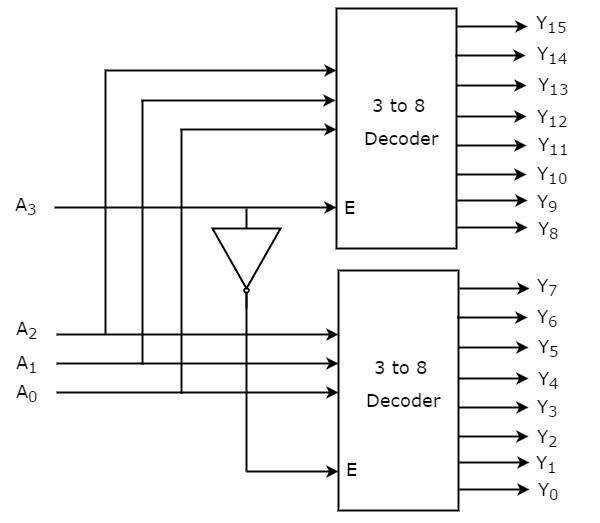 Y₁₅
Y₁₄
Y₁₃
3 to 8
Y₁₂
Decoder
Y₁₁
Y₁₀
A₃
E
Y₉
Y₈
Y₇
Y₆
A₂
Y₅
A₁
3 to 8
Y₄
A₀
Decoder
Y₃
Y₂
E
Y₁
Y₀